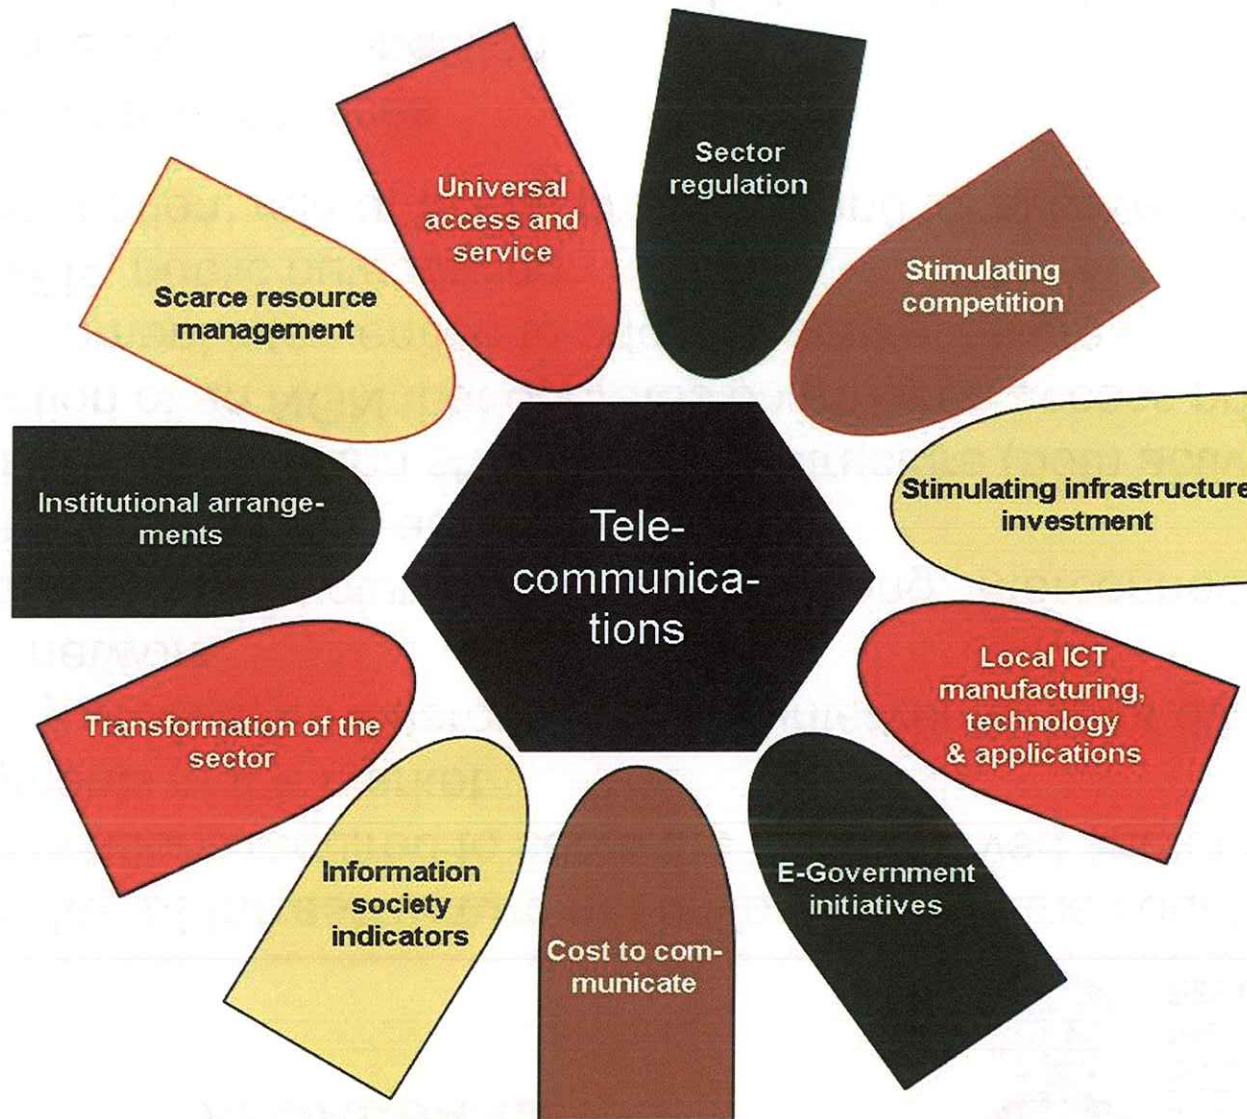 Tele-
communica-
tions
Sector
regulation
Stimulating
competition
Stimulating infrastructure
investment
Local ICT
manufacturing,
technology
& applications
E-Government
initiatives
Cost to com-
municate
Information
society
indicators
Transformation of the
sector
Institutional arrange-
ments
Scarce resource
management
Universal
access and
service